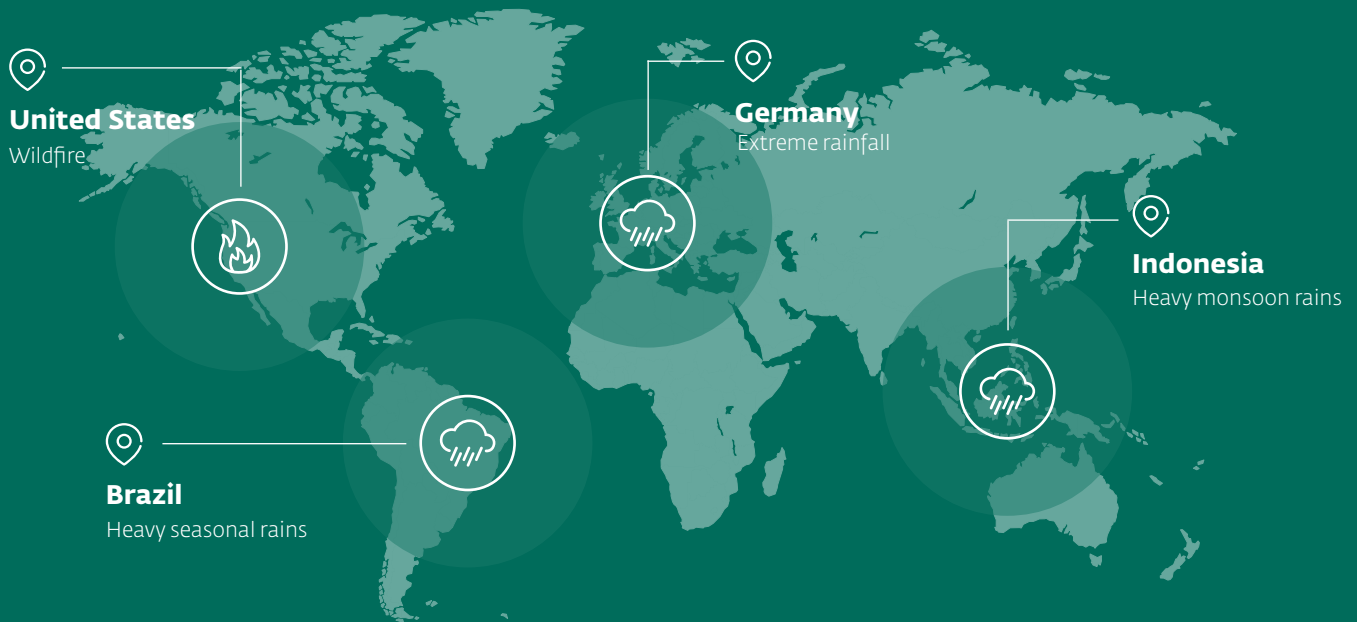 United States
Wildfire
Germany
Extreme rainfall
Indonesia
Heavy monsoon rains
Brazil
Heavy seasonal rains